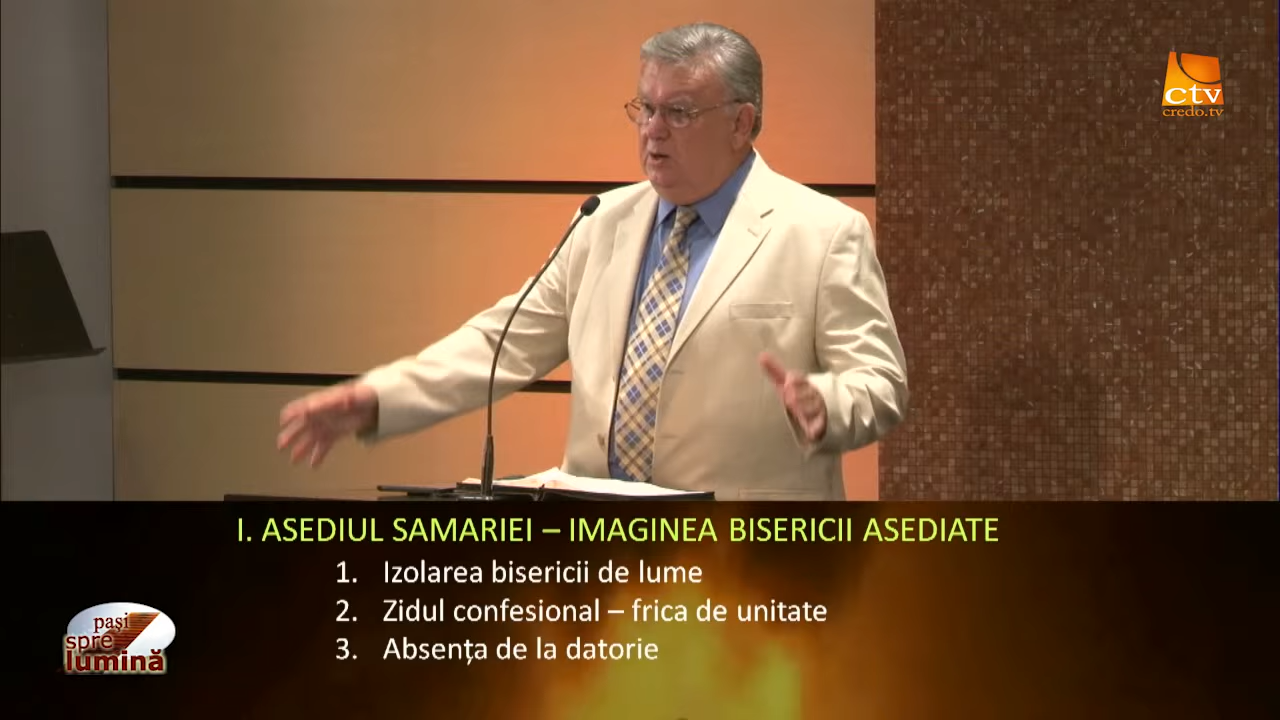 ctv
credo.tv
I. ASEDIUL SAMARIEI – IMAGINEA BISERICII ASEDIATE
1. Izolarea bisericii de lume
2. Zidul confesional – frica de unitate
3. Absența de la datorie
pași
spre
lumină